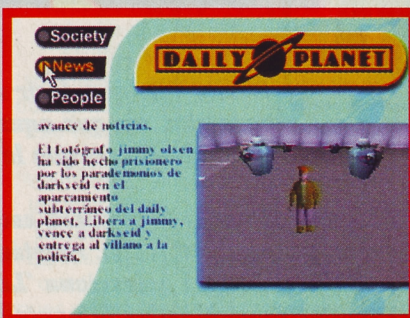 Society
News
People
DAILY PLANET
avance de noticias.
El fotógrafo jimmy olsen
ha sido hecho prisionero
por los parademonios de
darkseid en el
aparcamiento
subterráneo del daily
planet. Libera a jimmy,
vence a darkseid y
entrega al villano a la
policía.